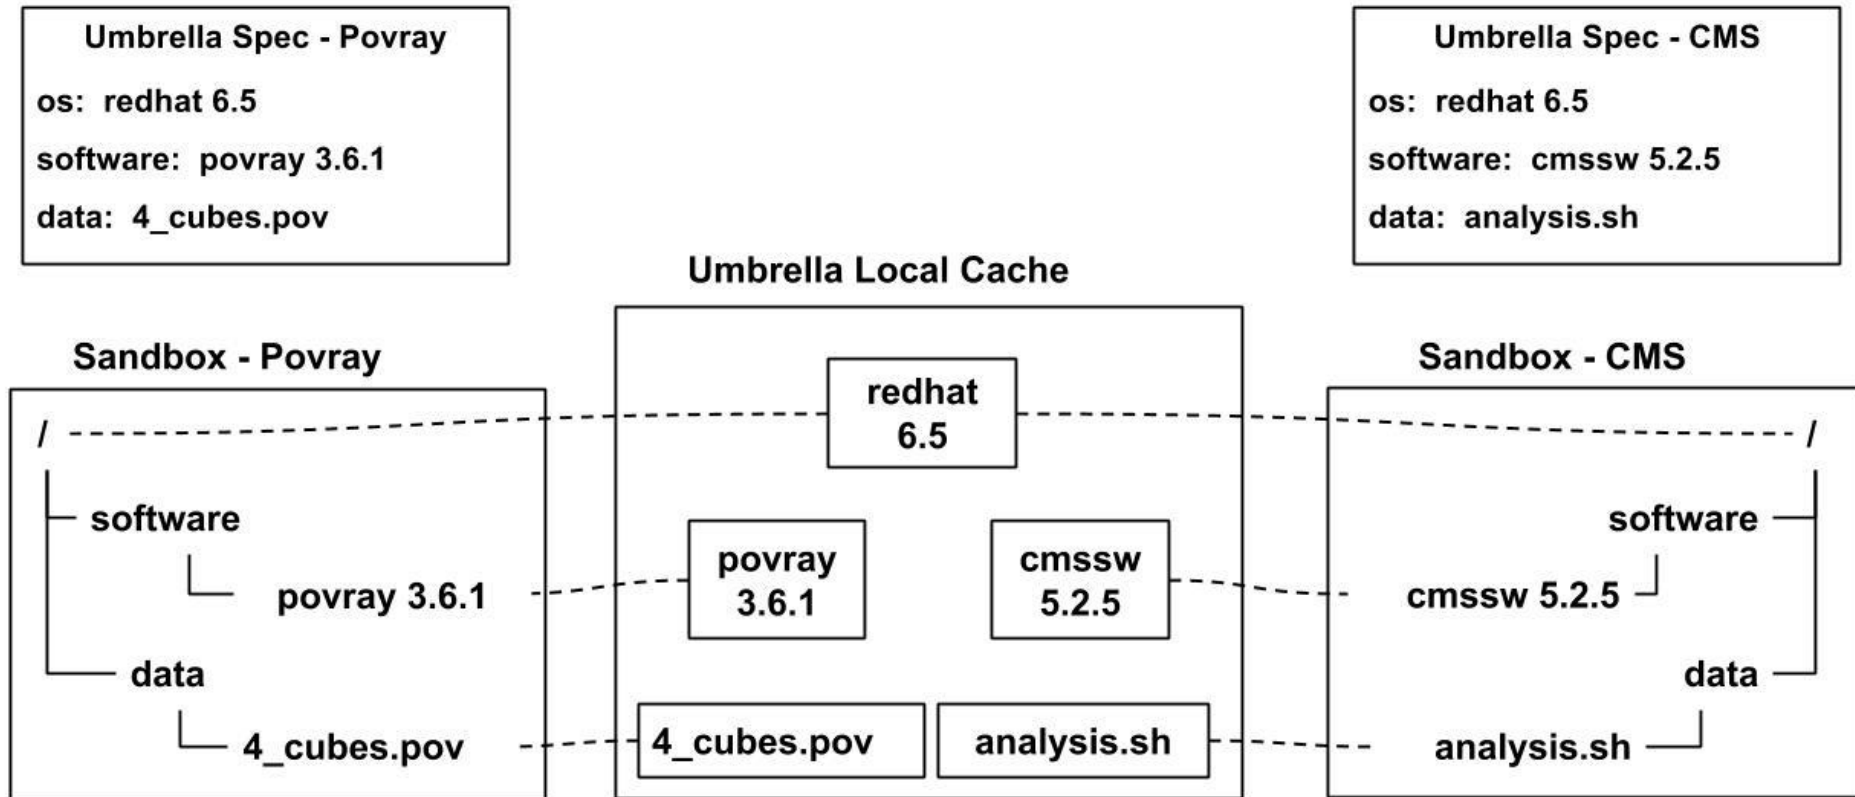 Umbrella Spec - Povray
os: redhat 6.5
software: povray 3.6.1
data: 4_cubes.pov
Umbrella Spec - CMS
os: redhat 6.5
software: cmssw 5.2.5
data: analysis.sh
Sandbox - Povray
/
software
povray 3.6.1
data
4_cubes.pov
Umbrella Local Cache
redhat
6.5
povray
3.6.1
cmssw
5.2.5
4_cubes.pov
analysis.sh
Sandbox - CMS
/
software
cmssw 5.2.5
data
analysis.sh